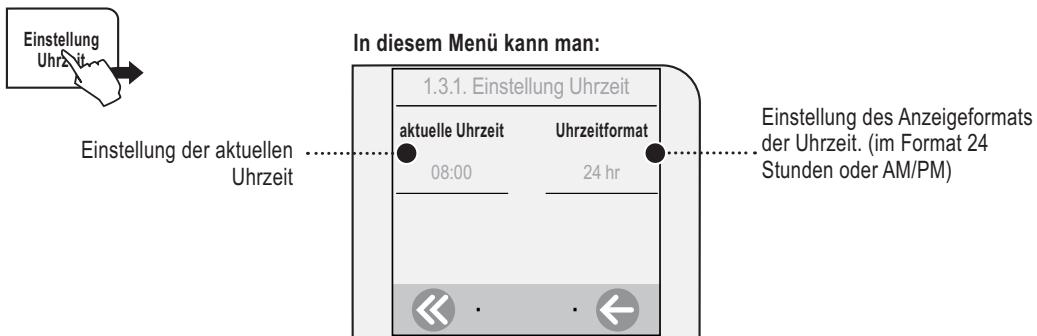 Einstellung
Uhrzeit
In diesem Menü kann man:
1.3.1. Einstellung Uhrzeit
aktuelle Uhrzeit
Uhrzeitformat
08:00
24 hr
Einstellung der aktuellen
Uhrzeit
Einstellung des Anzeigeformats
der Uhrzeit. (im Format 24
Stunden oder AM/PM)